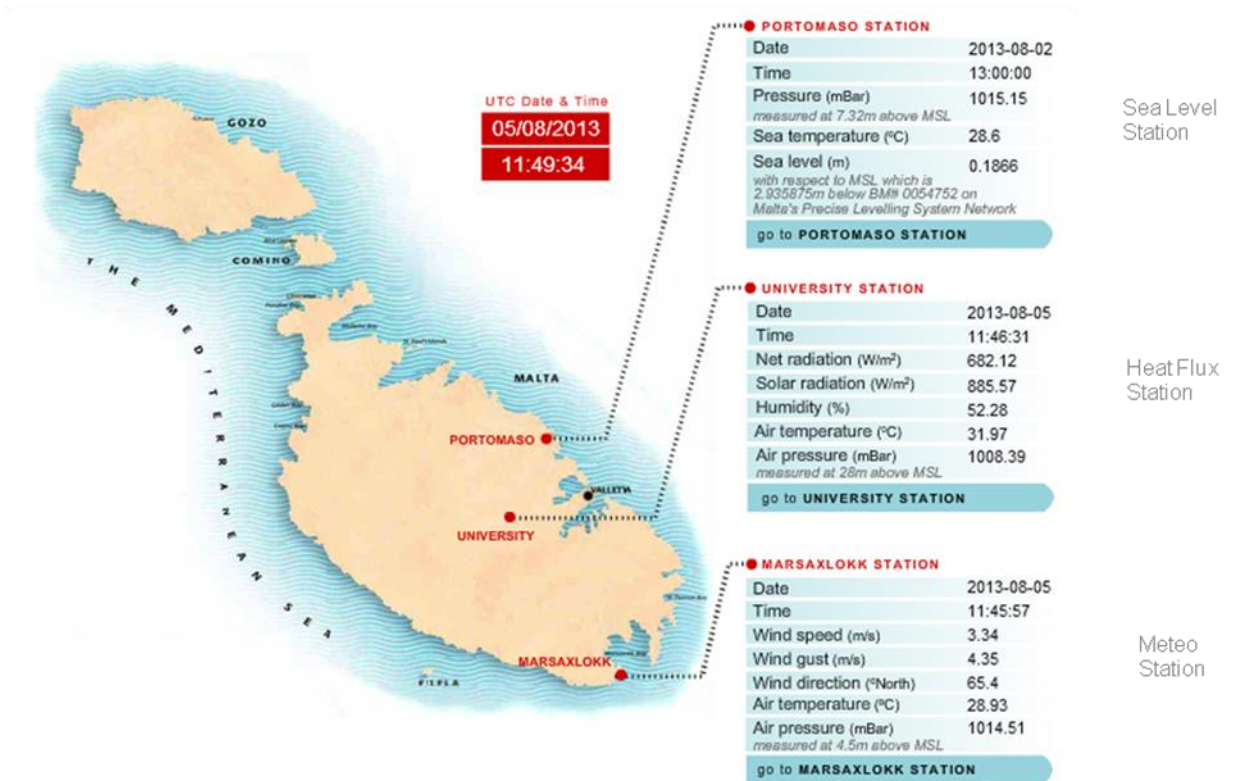 PORTOMASO STATION
Date 2013-08-02
Time 13:00:00
Pressure (mBar) 1015.15
measured at 7.32m above MSL
Sea temperature (ºC) 28.6
Sea level (m) 0.1866
with respect to MSL which is
2.935875m below BM# 0054752 on
Malta's Precise Levelling System Network
go to PORTOMASO STATION
Sea Level
Station
UTC Date & Time
05/08/2013
11:49:34
GOZO
COMINO
THE MEDITERRANEAN SEA
MALTA
PORTOMASO
VALLETTA
UNIVERSITY
MARSAXLOKK
FILFLA
UNIVERSITY STATION
Date 2013-08-05
Time 11:46:31
Net radiation (W/m²) 682.12
Solar radiation (W/m²) 885.57
Humidity (%) 52.28
Air temperature (ºC) 31.97
Air pressure (mBar) 1008.39
measured at 28m above MSL
go to UNIVERSITY STATION
Heat Flux
Station
MARSAXLOKK STATION
Date 2013-08-05
Time 11:45:57
Wind speed (m/s) 3.34
Wind gust (m/s) 4.35
Wind direction (ºNorth) 65.4
Air temperature (ºC) 28.93
Air pressure (mBar) 1014.51
measured at 4.5m above MSL
go to MARSAXLOKK STATION
Meteo
Station